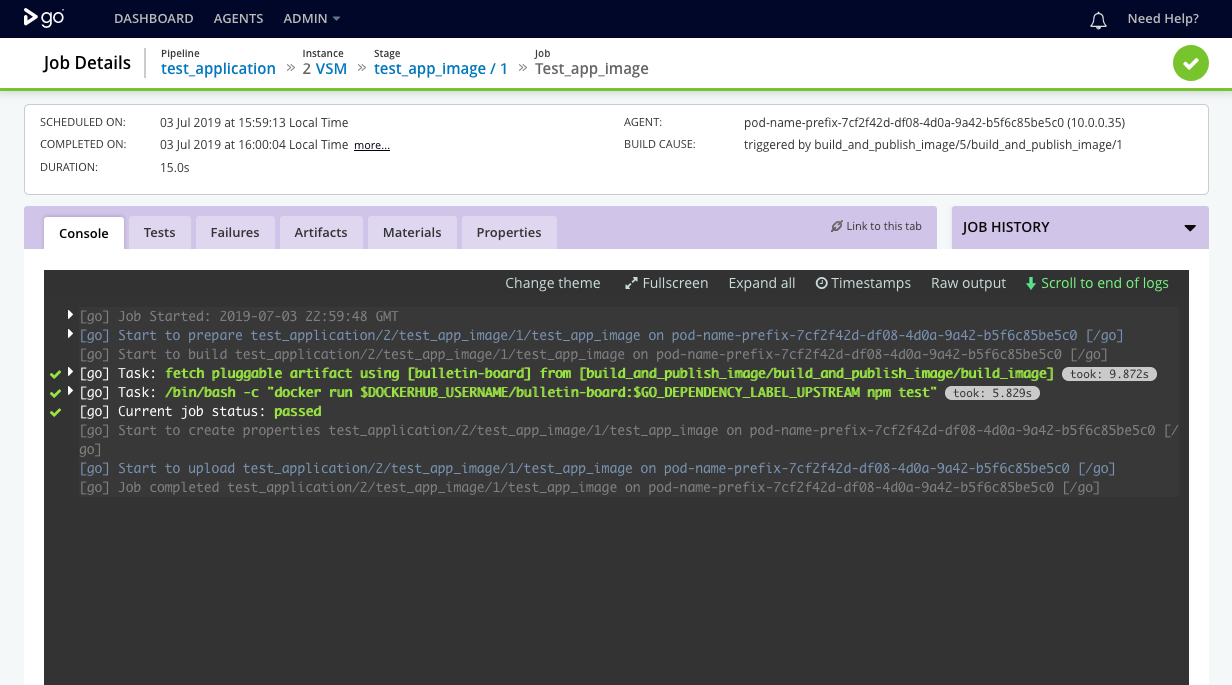 go DASHBOARD AGENTS ADMIN Need Help?
Job Details
Pipeline Instance Stage Job
test_application » 2 VSM » test_app_image / 1 » Test_app_image
SCHEDULED ON: 03 Jul 2019 at 15:59:13 Local Time AGENT: pod-name-prefix-7cf2f42d-df08-4d0a-9a42-b5f6c85be5c0 (10.0.0.35)
COMPLETED ON: 03 Jul 2019 at 16:00:04 Local Time more... BUILD CAUSE: triggered by build_and_publish_image/5/build_and_publish_image/1
DURATION: 15.0s
Console Tests Failures Artifacts Materials Properties Link to this tab JOB HISTORY
Change theme Fullscreen Expand all Timestamps Raw output Scroll to end of logs
[go] Job Started: 2019-07-03 22:59:48 GMT
[go] Start to prepare test_application/2/test_app_image/1/test_app_image on pod-name-prefix-7cf2f42d-df08-4d0a-9a42-b5f6c85be5c0 [/go]
[go] Start to build test_application/2/test_app_image/1/test_app_image on pod-name-prefix-7cf2f42d-df08-4d0a-9a42-b5f6c85be5c0 [/go]
[go] Task: fetch pluggable artifact using [bulletin-board] from [build_and_publish_image/build_and_publish_image/build_image] took: 9.872s
[go] Task: /bin/bash -c "docker run $DOCKERHUB_USERNAME/bulletin-board:$GO_DEPENDENCY_LABEL_UPSTREAM npm test" took: 5.829s
[go] Current job status: passed
[go] Start to create properties test_application/2/test_app_image/1/test_app_image on pod-name-prefix-7cf2f42d-df08-4d0a-9a42-b5f6c85be5c0 [/
go]
[go] Start to upload test_application/2/test_app_image/1/test_app_image on pod-name-prefix-7cf2f42d-df08-4d0a-9a42-b5f6c85be5c0 [/go]
[go] Job completed test_application/2/test_app_image/1/test_app_image on pod-name-prefix-7cf2f42d-df08-4d0a-9a42-b5f6c85be5c0 [/go]